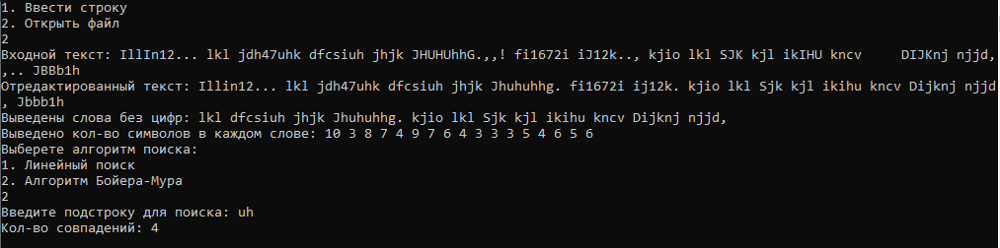 1. Ввести строку
2. Открыть файл
2
Входной текст: IllIn12... lkl jdh47uhk dfcsiuh jhjk JHUHUhhG.,,! fi1672i iJ12k.., kjio lkl SJK kjl ikIHU kncv     DIJKnj njjd,
,.. JBBb1h
Отредактированный текст: Illin12... lkl jdh47uhk dfcsiuh jhjk Jhuhuhhg. fi1672i ij12k. kjio lkl Sjk kjl ikihu kncv Dijknj njjd
, Jbbb1h
Выведены слова без цифр: lkl dfcsiuh jhjk Jhuhuhhg. kjio lkl Sjk kjl ikihu kncv Dijknj njjd,
Выведено кол-во символов в каждом слове: 10 3 8 7 4 9 7 6 4 3 3 3 5 4 6 5 6
Выберете алгоритм поиска:
1. Линейный поиск
2. Алгоритм Бойера-Мура
2
Введите подстроку для поиска: uh
Кол-во совпадений: 4